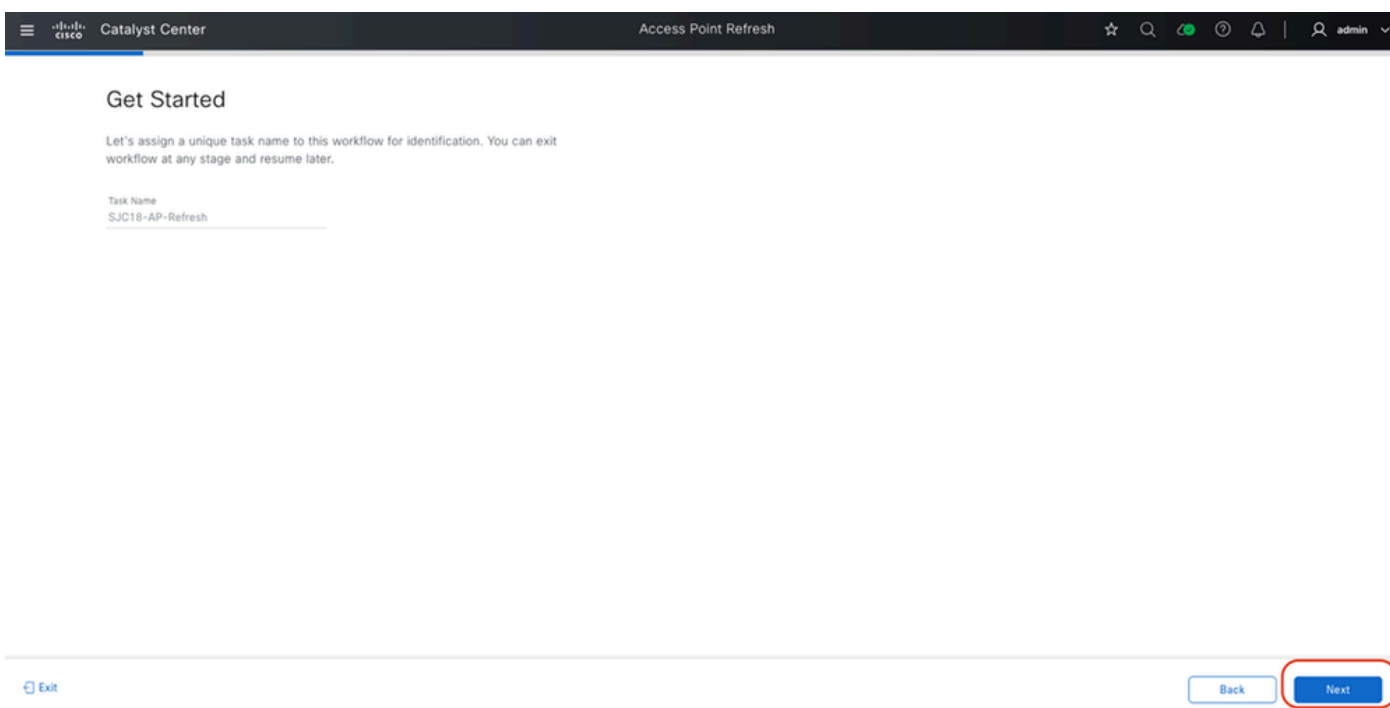 cisco Catalyst Center Access Point Refresh admin
Get Started
Let's assign a unique task name to this workflow for identification. You can exit
workflow at any stage and resume later.
Task Name
SJC18-AP-Refresh
Exit Back Next